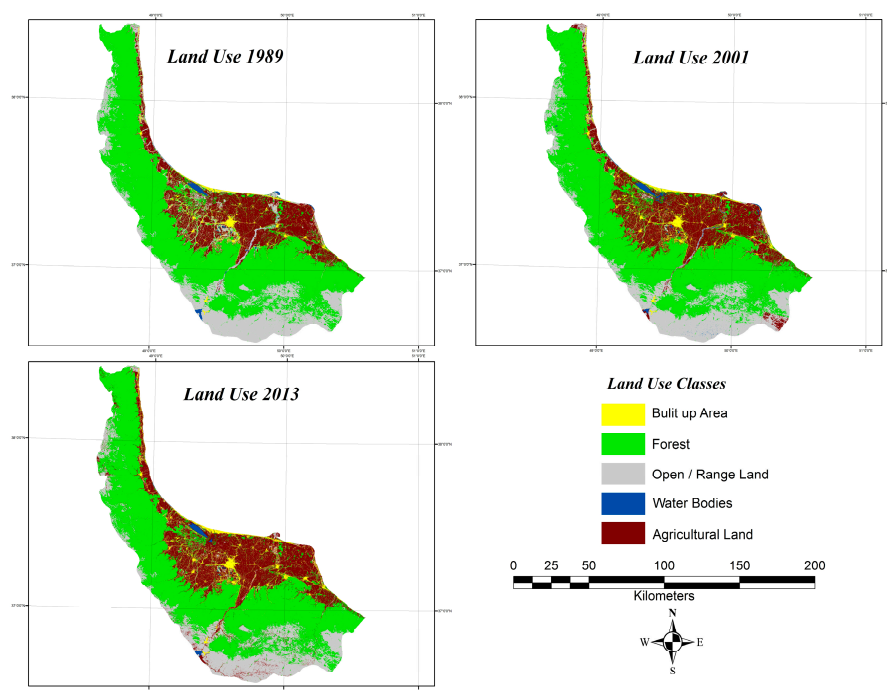 Land Use 1989
Land Use 2001
Land Use 2013
Land Use Classes
Bulit up Area
Forest
Open / Range Land
Water Bodies
Agricultural Land
0 25 50 100 150 200
Kilometers
N
W E
S